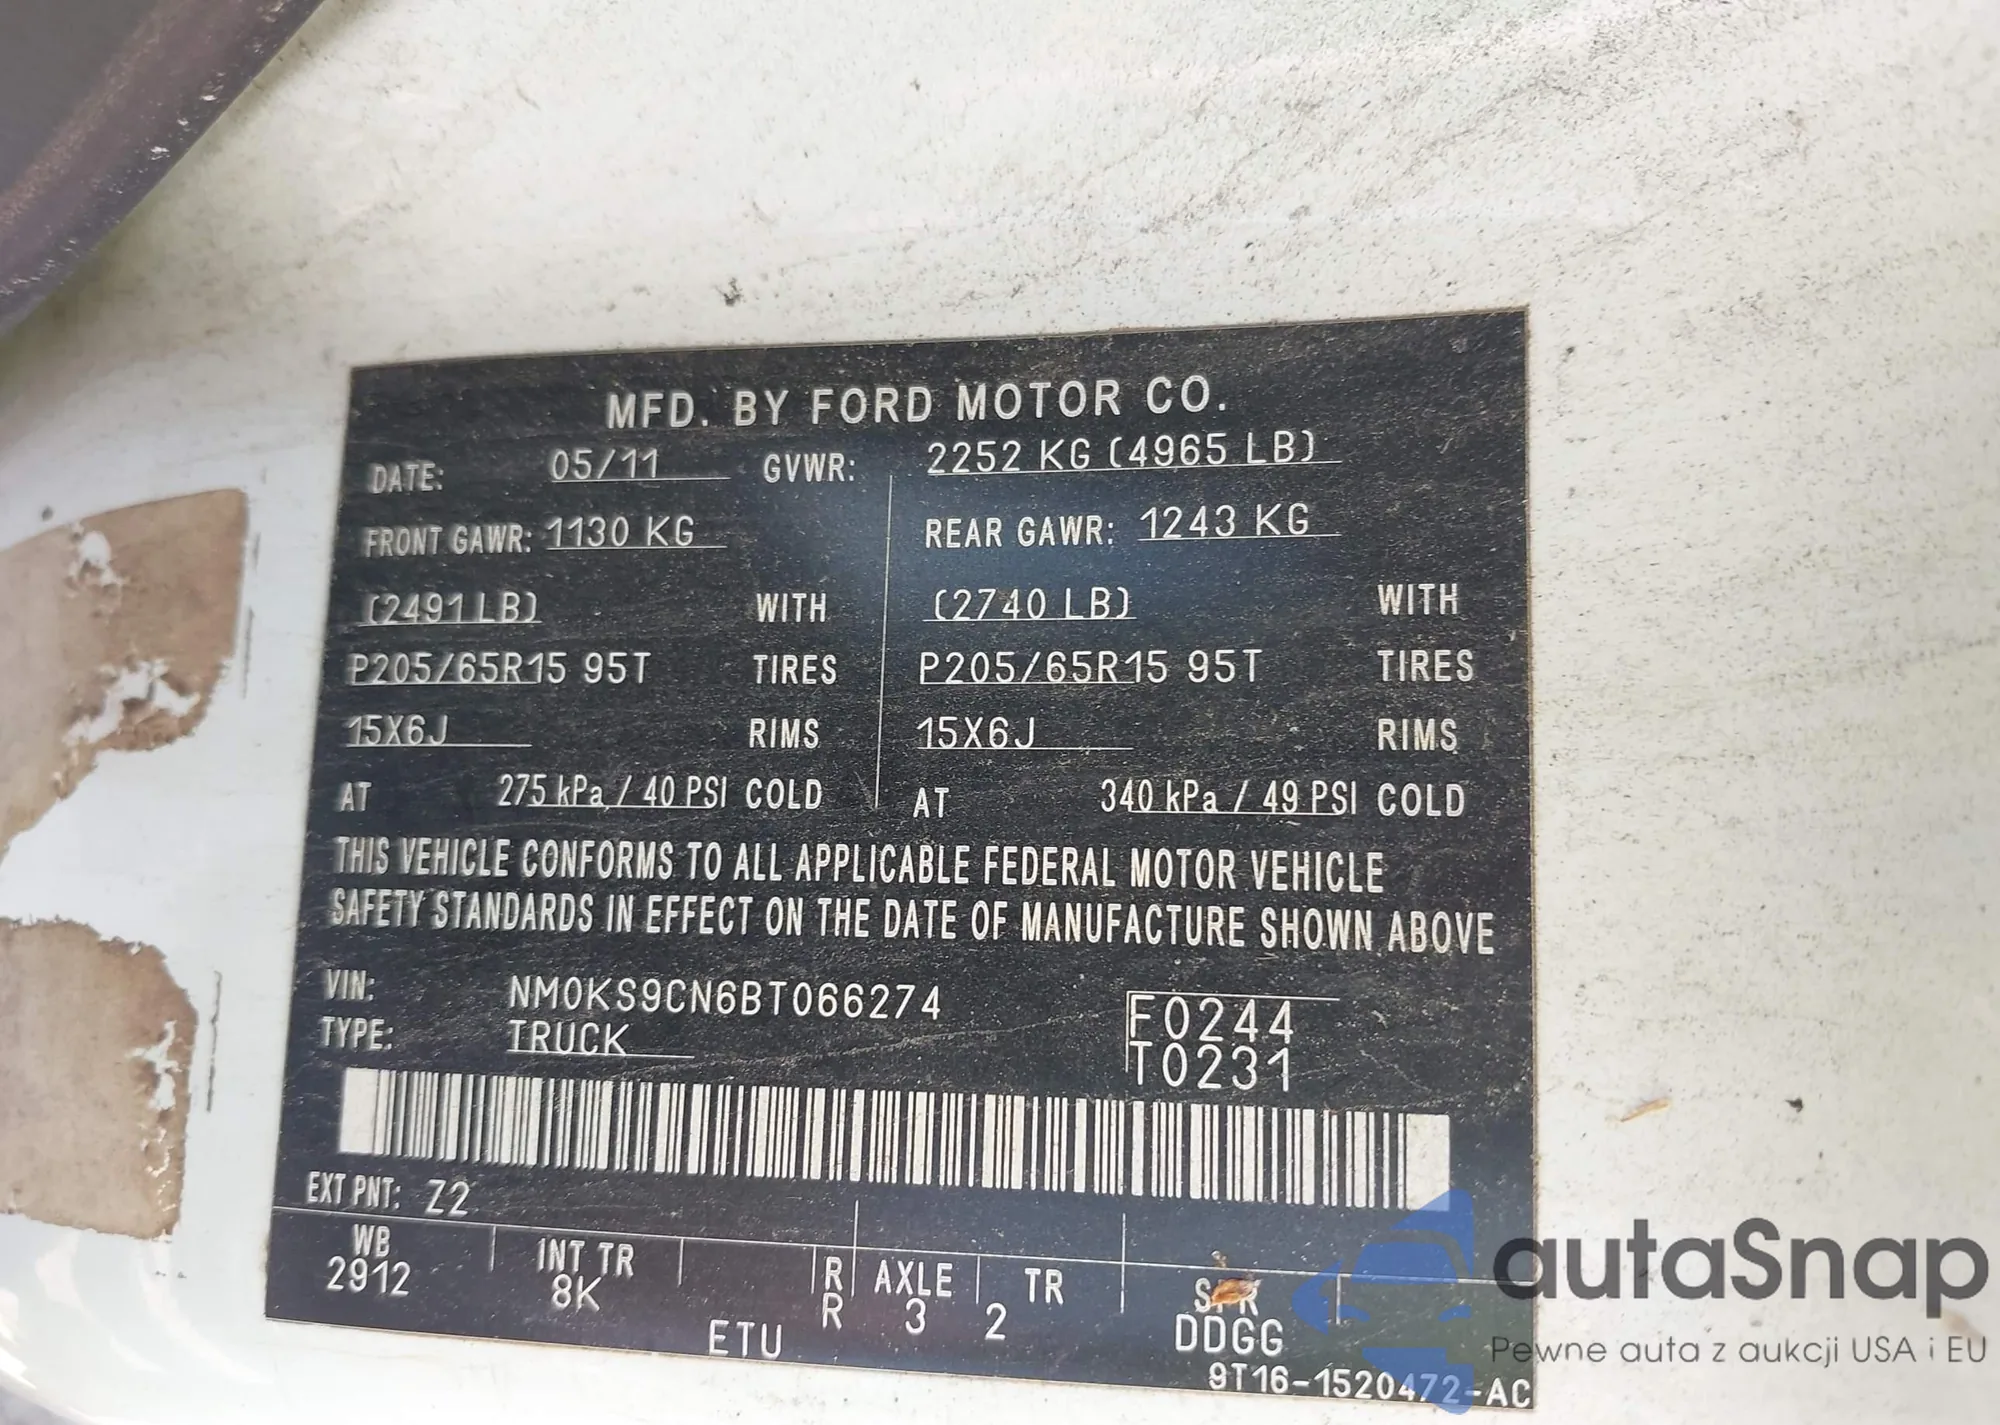 MFD. BY FORD MOTOR CO.
DATE: 05/11 GVWR: 2252 KG (4965 LB)
FRONT GAWR: 1130 KG REAR GAWR: 1243 KG
(2491 LB) WITH (2740 LB) WITH
P205/65R15 95T TIRES P205/65R15 95T TIRES
15X6J RIMS 15X6J RIMS
AT 275 kPa / 40 PSI COLD AT 340 kPa / 49 PSI COLD
THIS VEHICLE CONFORMS TO ALL APPLICABLE FEDERAL MOTOR VEHICLE
SAFETY STANDARDS IN EFFECT ON THE DATE OF MANUFACTURE SHOWN ABOVE
VIN: NM0KS9CN6BT066274 F0244
TYPE: TRUCK T0231
EXT PNT: Z2
WB INT TR R AXLE TR SPR
2912 8K R 3 2 DDGG
ETU
9T16-1520472-AC
autaSnap
Pewne auta z aukcji USA i EU